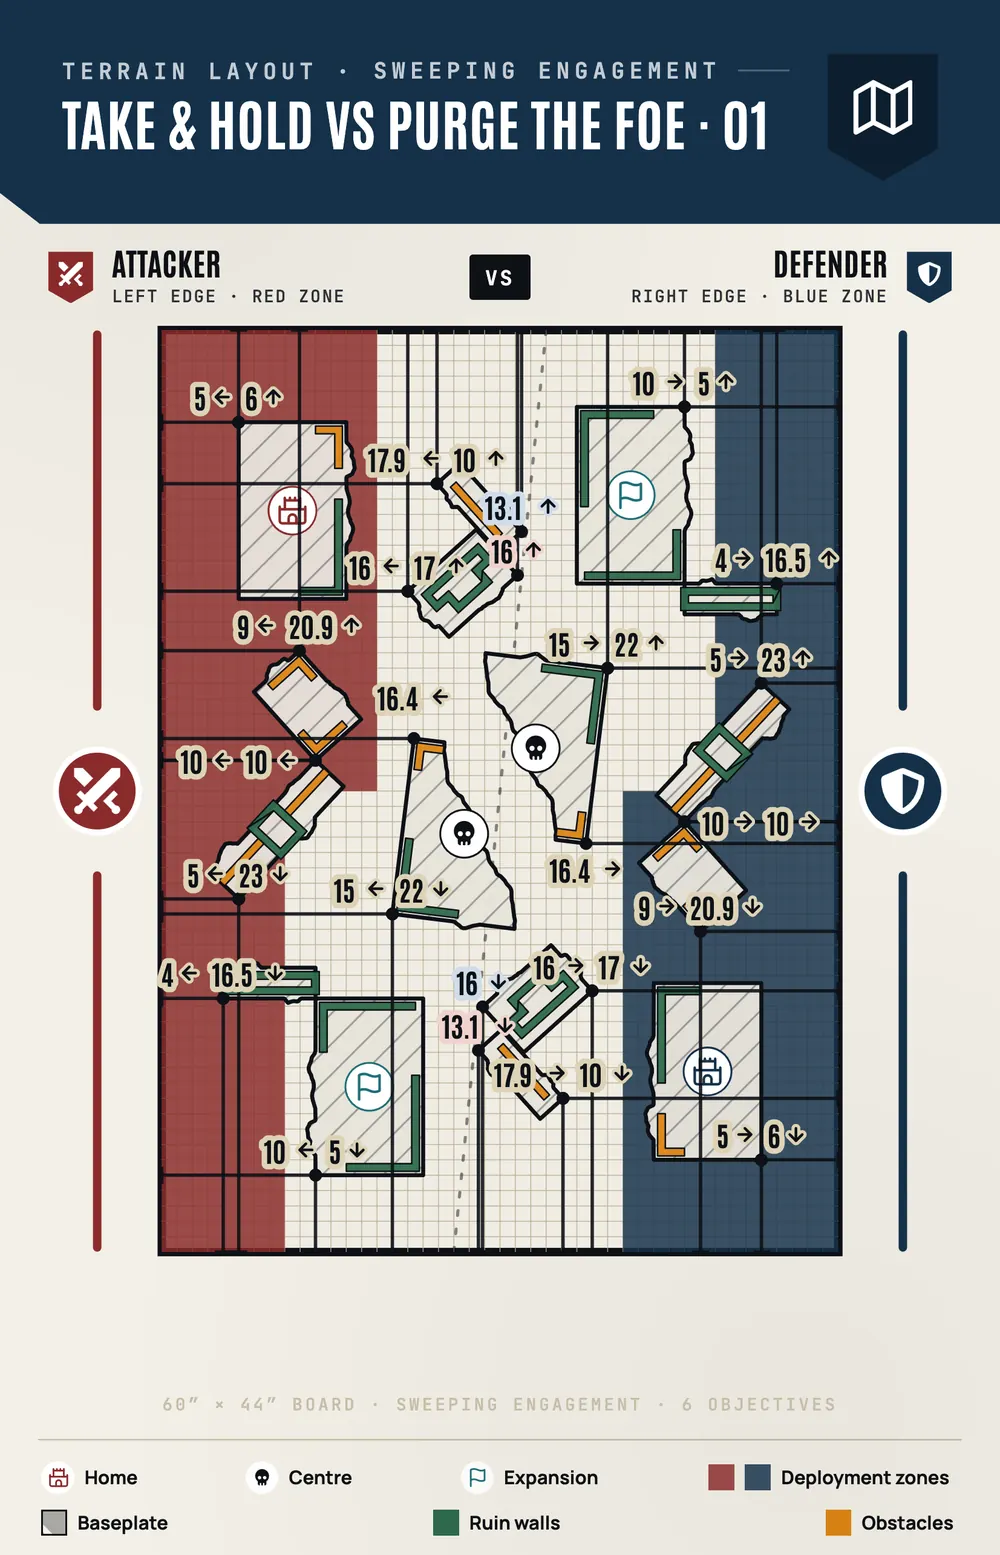 TERRAIN LAYOUT · SWEEPING ENGAGEMENT
TAKE & HOLD VS PURGE THE FOE · 01
ATTACKER
LEFT EDGE · RED ZONE
VS
DEFENDER
RIGHT EDGE · BLUE ZONE
10 → 5 ↑
5 ← 6 ↑
17.9 ← 10 ↑
13.1 ↑
16 ↑
16 ← 17 ↑
4 → 16.5 ↑
9 ← 20.9 ↑
15 → 22 ↑
5 → 23 ↑
16.4 ←
10 ← 10 ←
10 → 10 →
16.4 →
5 ← 23 ↓
15 ← 22 ↓
9 → 20.9 ↓
4 ← 16.5 ↓
16 ↓
16 → 17 ↓
13.1 ↓
17.9 → 10 ↓
5 → 6 ↓
10 ← 5 ↓
60″ × 44″ BOARD · SWEEPING ENGAGEMENT · 6 OBJECTIVES
Home
Centre
Expansion
Deployment zones
Baseplate
Ruin walls
Obstacles